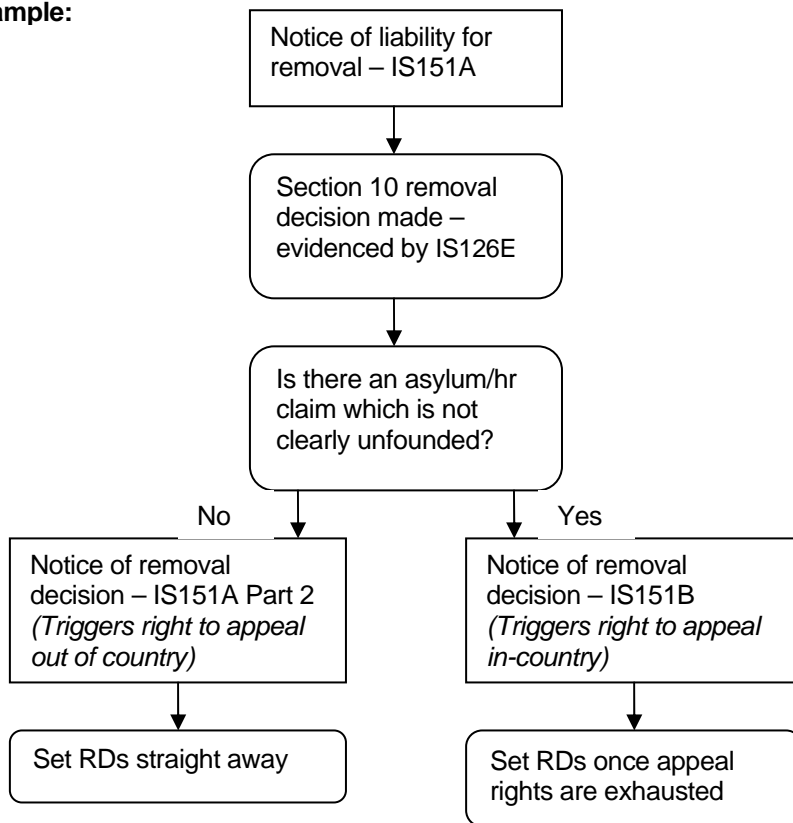 ample:
Notice of liability for
removal – IS151A
Section 10 removal
decision made –
evidenced by IS126E
Is there an asylum/hr
claim which is not
clearly unfounded?
No
Yes
Notice of removal
decision – IS151A Part 2
(Triggers right to appeal
out of country)
Notice of removal
decision – IS151B
(Triggers right to appeal
in-country)
Set RDs straight away
Set RDs once appeal
rights are exhausted